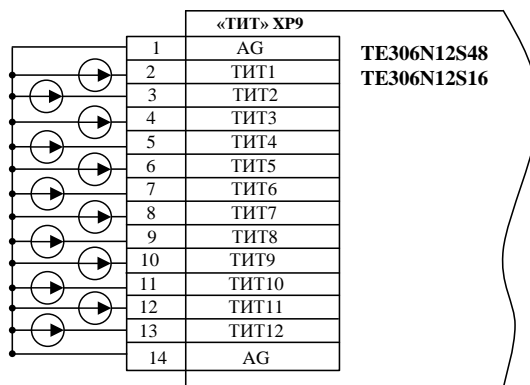 «ТИТ» XP9
1 AG
2 ТИТ1
3 ТИТ2
4 ТИТ3
5 ТИТ4
6 ТИТ5
7 ТИТ6
8 ТИТ7
9 ТИТ8
10 ТИТ9
11 ТИТ10
12 ТИТ11
13 ТИТ12
14 AG
TE306N12S48
TE306N12S16